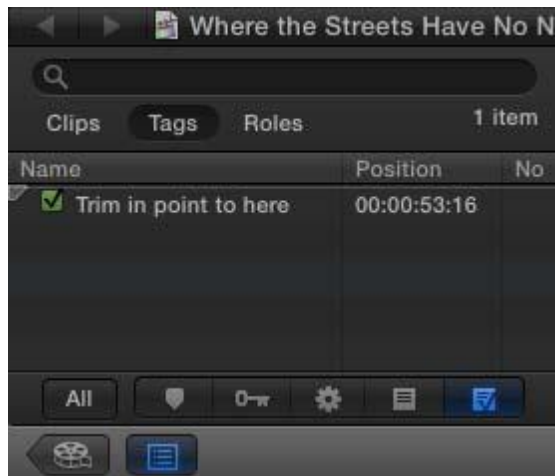 Where the Streets Have No N
Clips Tags Roles 1 item
Name Position No
Trim in point to here 00:00:53:16
All